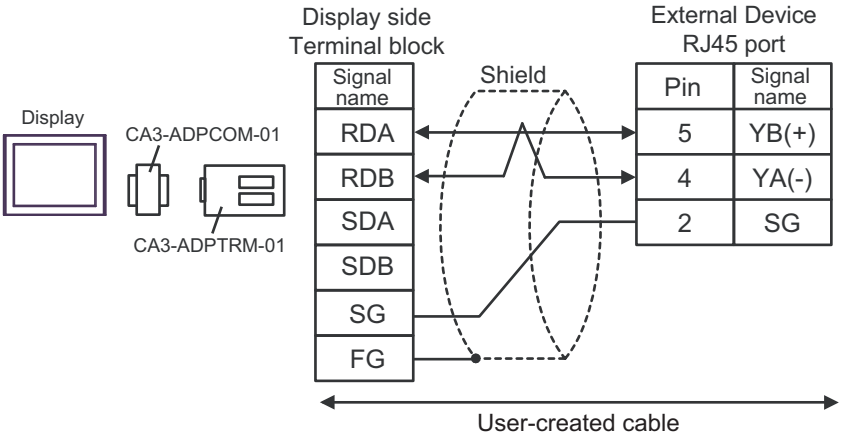 Display side
Terminal block
External Device
RJ45 port
Display
CA3-ADPCOM-01
CA3-ADPTRM-01
Signal
name
RDA
RDB
SDA
SDB
SG
FG
Shield
Pin
Signal
name
5
YB(+)
4
YA(-)
2
SG
User-created cable